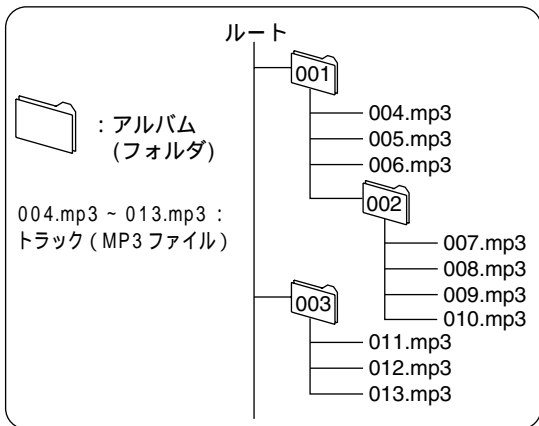 ルート
001
004.mp3
005.mp3
006.mp3
002
007.mp3
008.mp3
009.mp3
010.mp3
003
011.mp3
012.mp3
013.mp3
: アルバム
(フォルダ)
004.mp3 ~ 013.mp3 :
トラック ( MP3 ファイル )